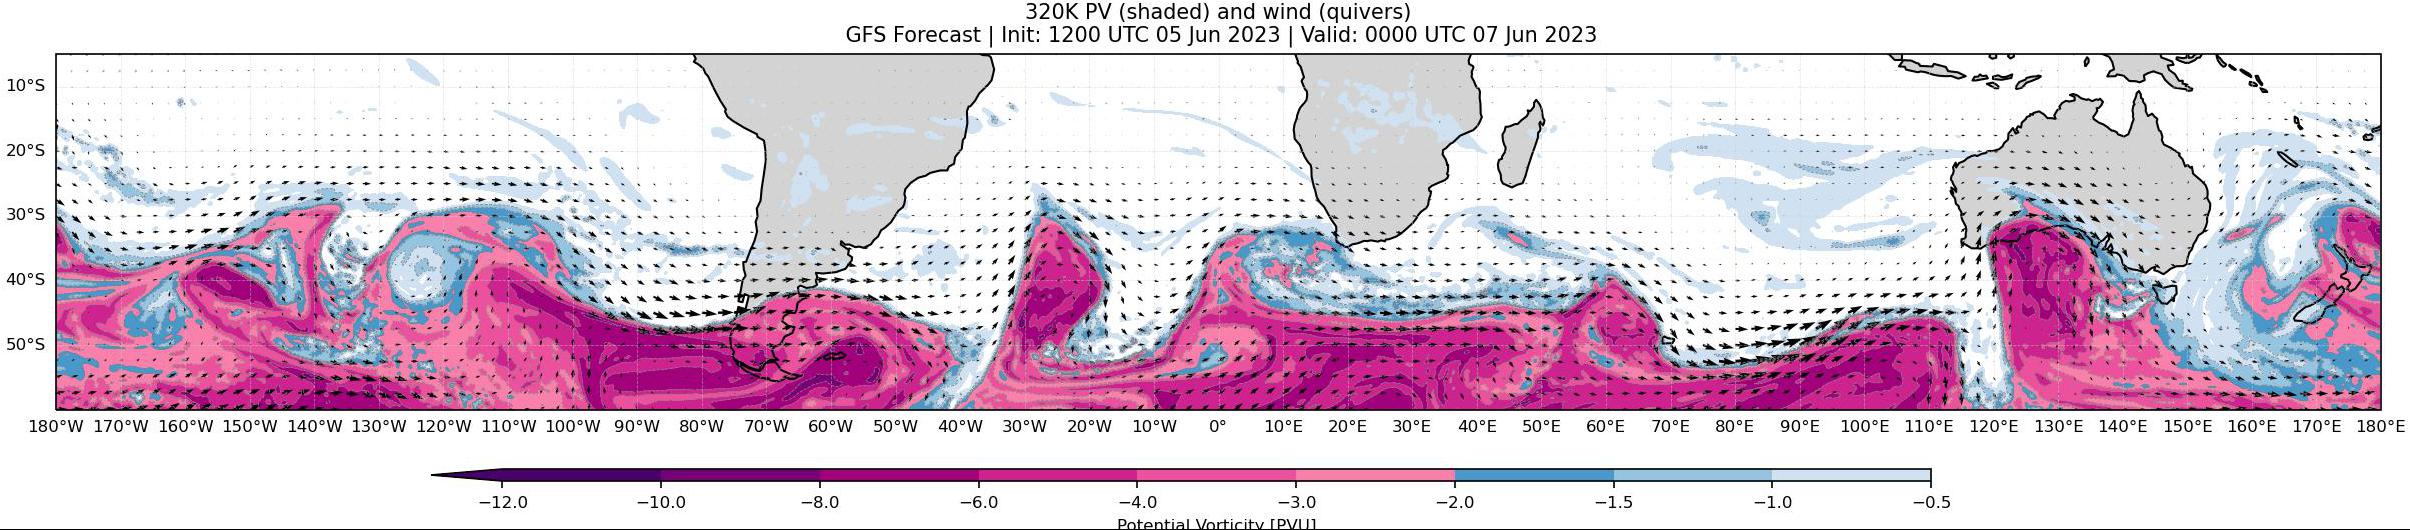 320K PV (shaded) and wind (quivers)
GFS Forecast | Init: 1200 UTC 05 Jun 2023 | Valid: 0000 UTC 07 Jun 2023
10°S
20°S
30°S
40°S
50°S
180°W 170°W 160°W 150°W 140°W 130°W 120°W 110°W 100°W 90°W 80°W 70°W 60°W 50°W 40°W 30°W 20°W 10°W 0° 10°E 20°E 30°E 40°E 50°E 60°E 70°E 80°E 90°E 100°E 110°E 120°E 130°E 140°E 150°E 160°E 170°E 180°E
−12.0 −10.0 −8.0 −6.0 −4.0 −3.0 −2.0 −1.5 −1.0 −0.5
Potential Vorticity [PVU]